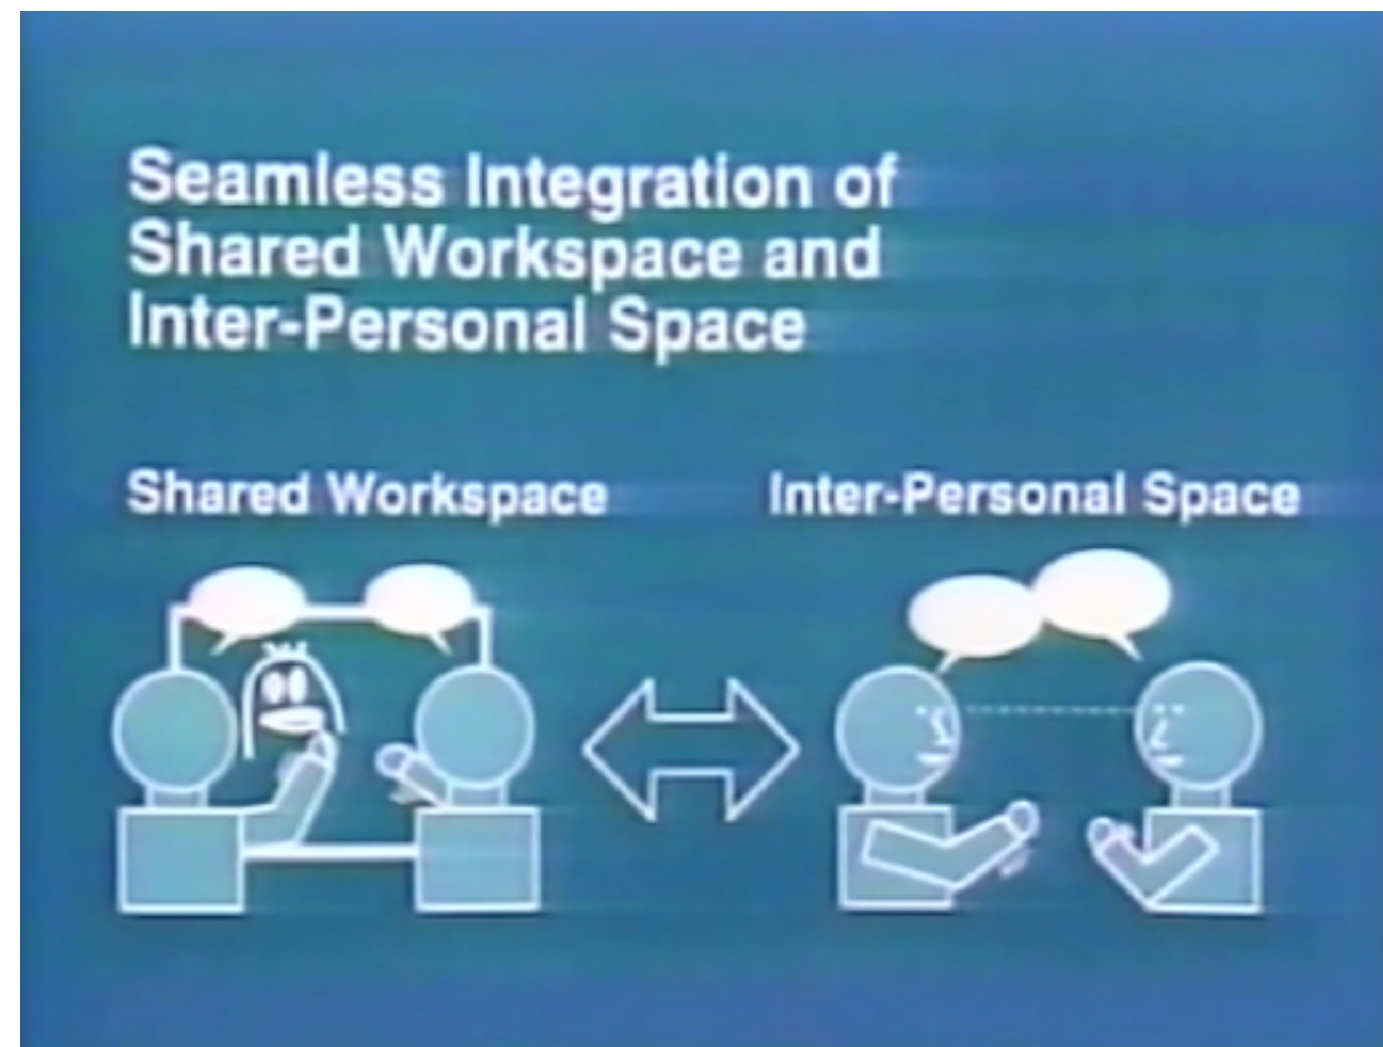 Seamless Integration of
Shared Workspace and
Inter-Personal Space
Shared Workspace
Inter-Personal Space